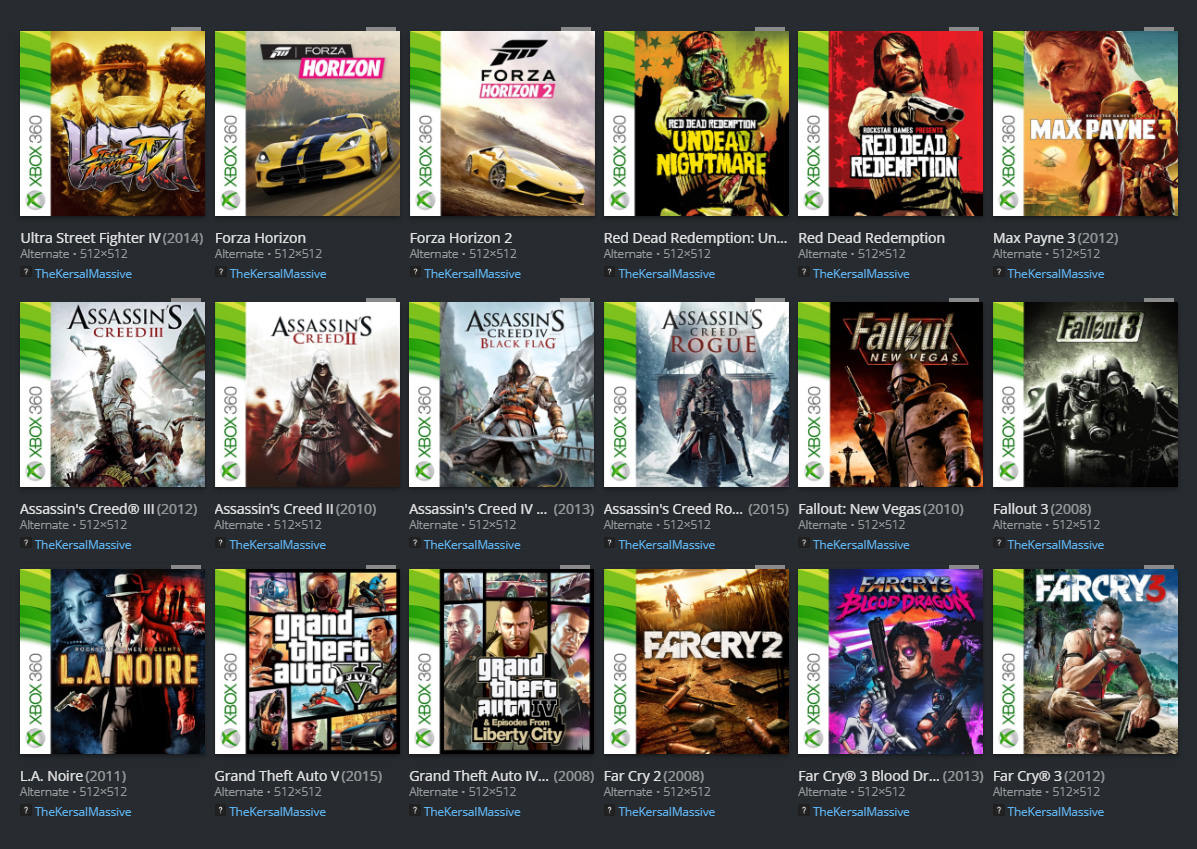 XBOX 360
ULTRA
STREET FIGHTER IV
XBOX 360
FORZA
HORIZON
XBOX 360
FORZA
HORIZON 2
XBOX 360
RED DEAD REDEMPTION
UNDEAD
NIGHTMARE
XBOX 360
ROCKSTAR GAMES PRESENTS
RED DEAD
REDEMPTION
XBOX 360
ROCKSTAR GAMES PRESENTS
MAX PAYNE 3
Ultra Street Fighter IV (2014)
Alternate • 512×512
? TheKersalMassive
Forza Horizon
Alternate • 512×512
? TheKersalMassive
Forza Horizon 2
Alternate • 512×512
? TheKersalMassive
Red Dead Redemption: Un...
Alternate • 512×512
? TheKersalMassive
Red Dead Redemption
Alternate • 512×512
? TheKersalMassive
Max Payne 3 (2012)
Alternate • 512×512
? TheKersalMassive
XBOX 360
ASSASSIN'S
CREED III
XBOX 360
ASSASSIN'S
CREED II
XBOX 360
ASSASSIN'S
CREED IV
BLACK FLAG
XBOX 360
ASSASSIN'S
CREED
ROGUE
XBOX 360
Fallout
NEW VEGAS
XBOX 360
Fallout 3
Assassin's Creed® III (2012)
Alternate • 512×512
? TheKersalMassive
Assassin's Creed II (2010)
Alternate • 512×512
? TheKersalMassive
Assassin's Creed IV ... (2013)
Alternate • 512×512
? TheKersalMassive
Assassin's Creed Ro... (2015)
Alternate • 512×512
? TheKersalMassive
Fallout: New Vegas (2010)
Alternate • 512×512
? TheKersalMassive
Fallout 3 (2008)
Alternate • 512×512
? TheKersalMassive
XBOX 360
ROCKSTAR GAMES PRESENTS
L.A. NOIRE
XBOX 360
grand
theft
auto V
FIVE
XBOX 360
grand
theft
auto IV
& Episodes From
Liberty City
XBOX 360
FARCRY 2
XBOX 360
FARCRY 3
BLOOD DRAGON
XBOX 360
FARCRY 3
L.A. Noire (2011)
Alternate • 512×512
? TheKersalMassive
Grand Theft Auto V (2015)
Alternate • 512×512
? TheKersalMassive
Grand Theft Auto IV... (2008)
Alternate • 512×512
? TheKersalMassive
Far Cry 2 (2008)
Alternate • 512×512
? TheKersalMassive
Far Cry® 3 Blood Dr... (2013)
Alternate • 512×512
? TheKersalMassive
Far Cry® 3 (2012)
Alternate • 512×512
? TheKersalMassive